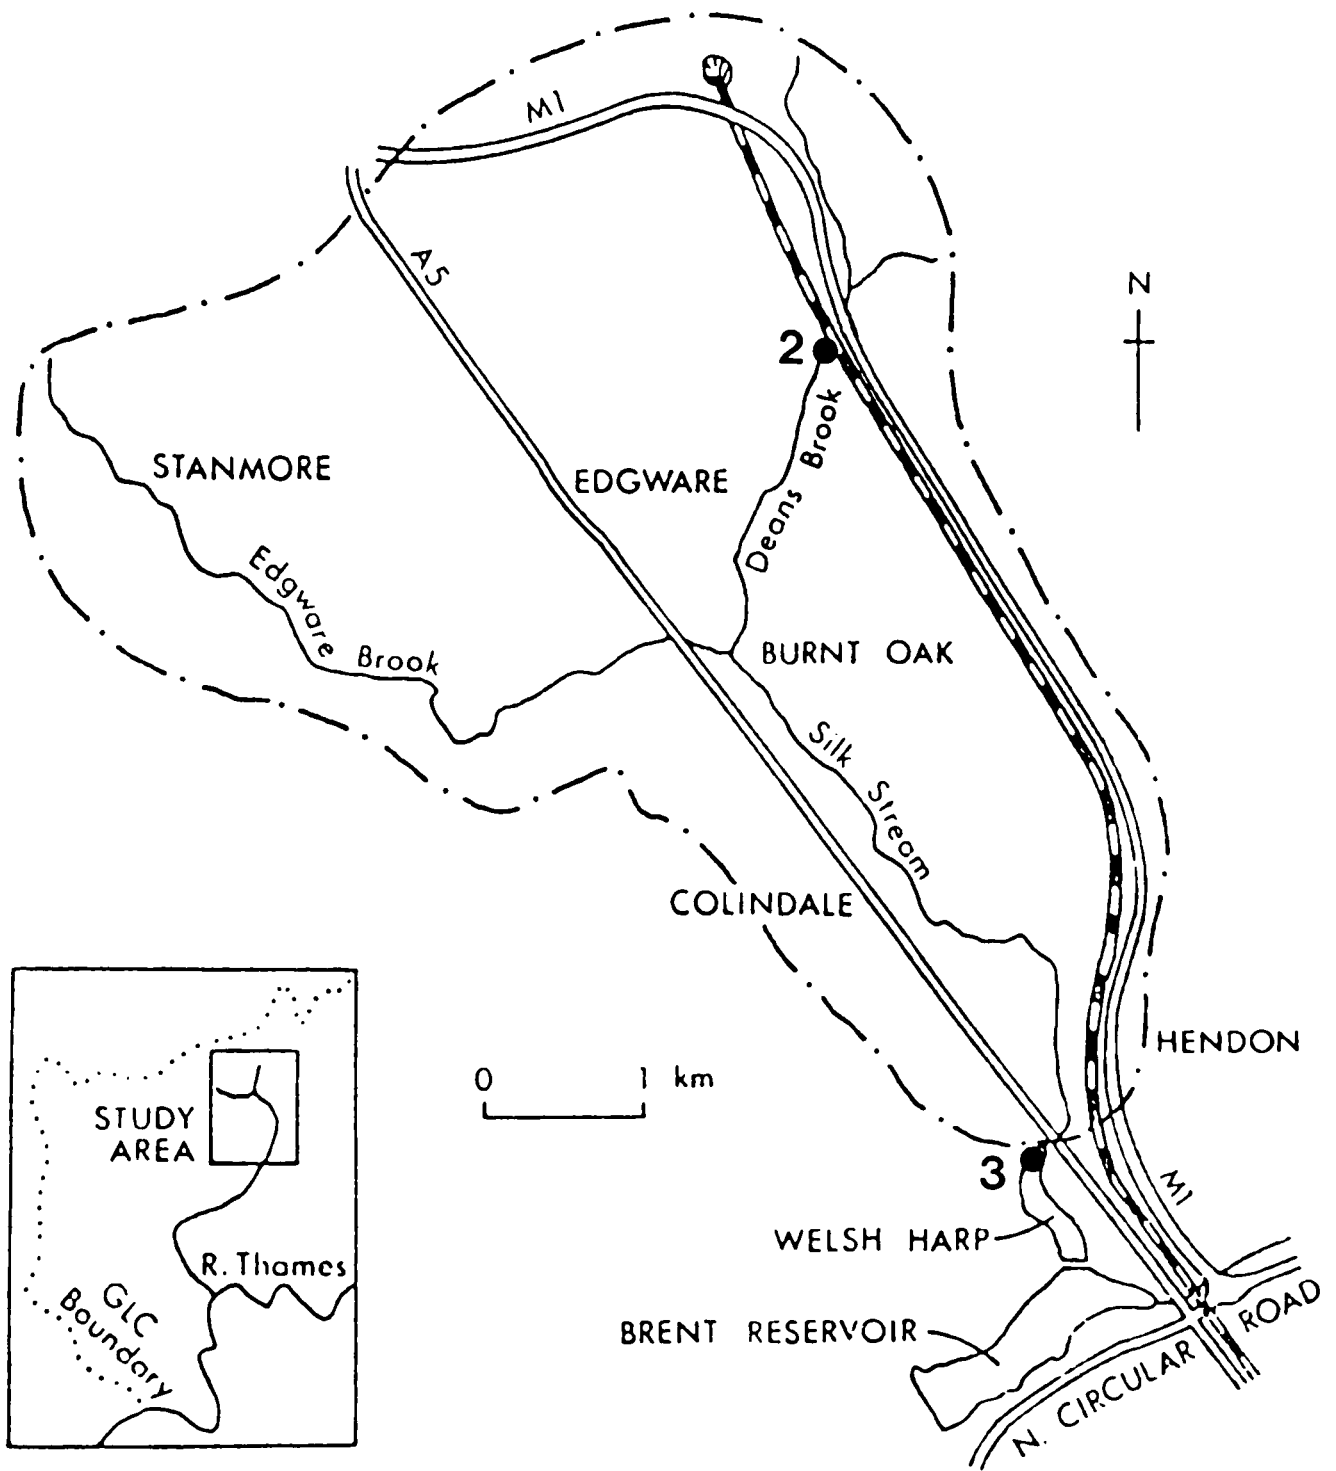 M1
A5
N
2
STANMORE
EDGWARE
Deans Brook
Edgware Brook
BURNT OAK
Silk Stream
COLINDALE
HENDON
0 1 km
STUDY
AREA
3
M1
WELSH HARP
R. Thames
GLC
Boundary
BRENT RESERVOIR
N. CIRCULAR ROAD